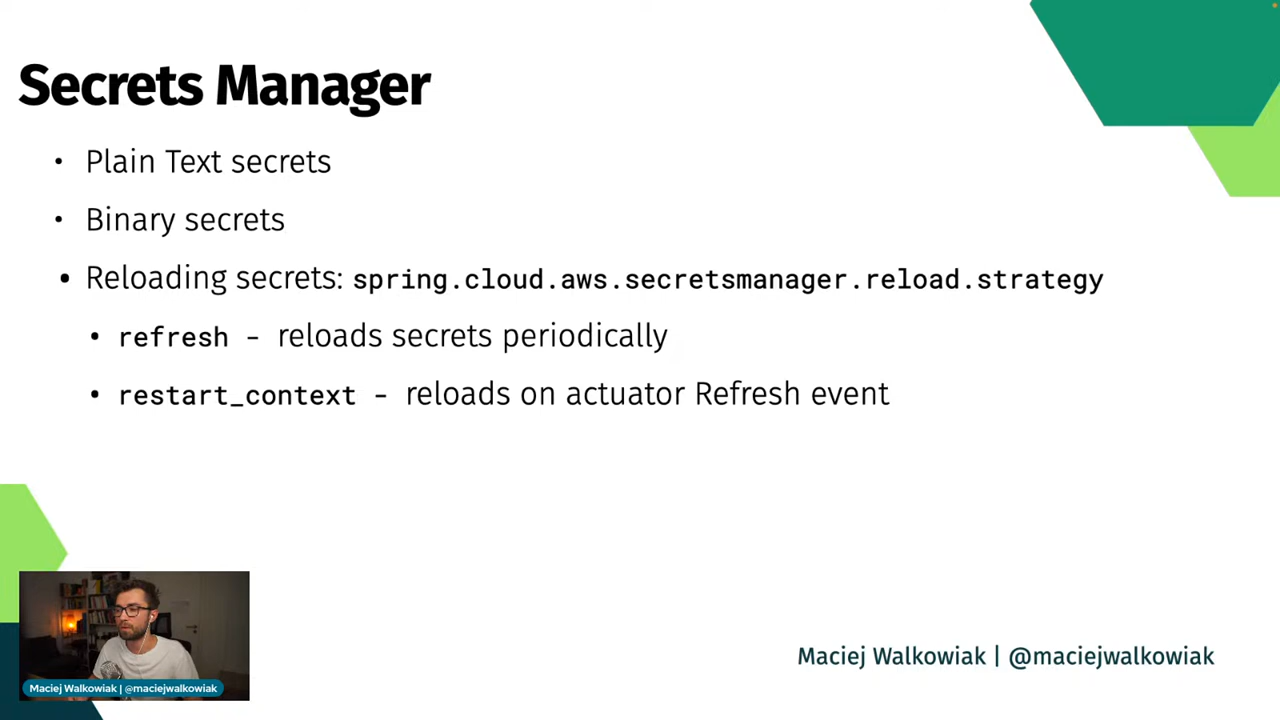 Secrets Manager
• Plain Text secrets
• Binary secrets
• Reloading secrets: spring.cloud.aws.secretsmanager.reload.strategy
• refresh - reloads secrets periodically
• restart_context - reloads on actuator Refresh event
Maciej Walkowiak | @maciejwalkowiak
Maciej Walkowiak | @maciejwalkowiak